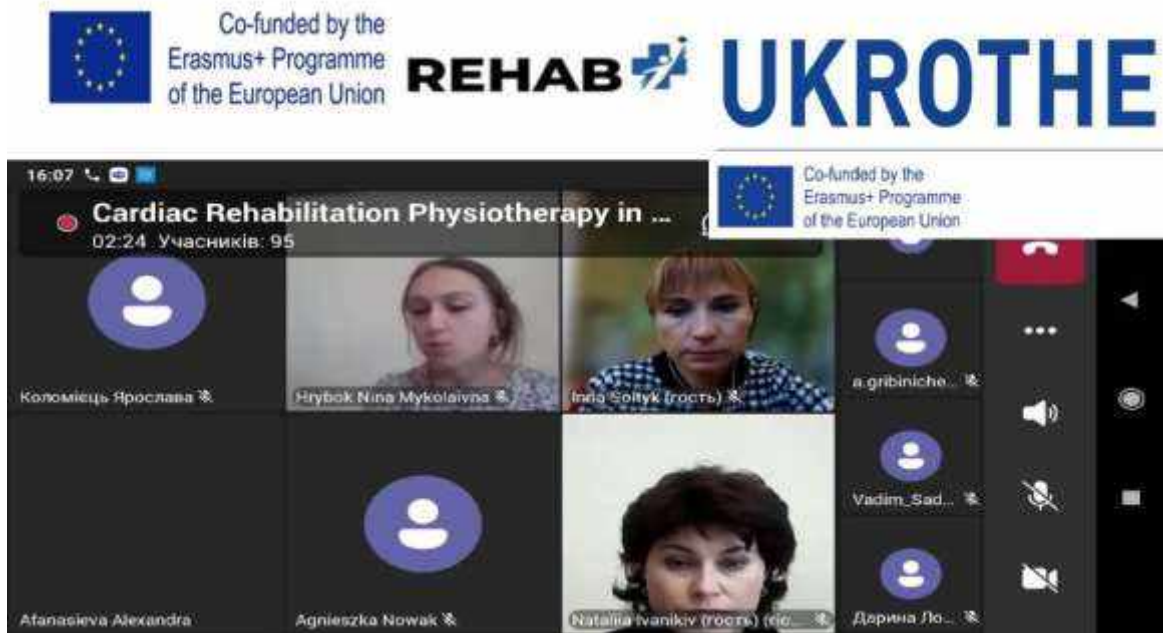 Co-funded by the
Erasmus+ Programme
of the European Union
REHAB
UKROTHE
Co-funded by the
Erasmus+ Programme
of the European Union
16:07
Cardiac Rehabilitation Physiotherapy in ...
02:24 Учасників: 95
Коломієць Ярослава
Hrybok Nina Mykolaivna
Inna Soltyk (гость)
a.gribiniche...
Vadim_Sad...
Afanasieva Alexandra
Agnieszka Nowak
Nataliia Ivanikiv (гость)
Дарина Ло...